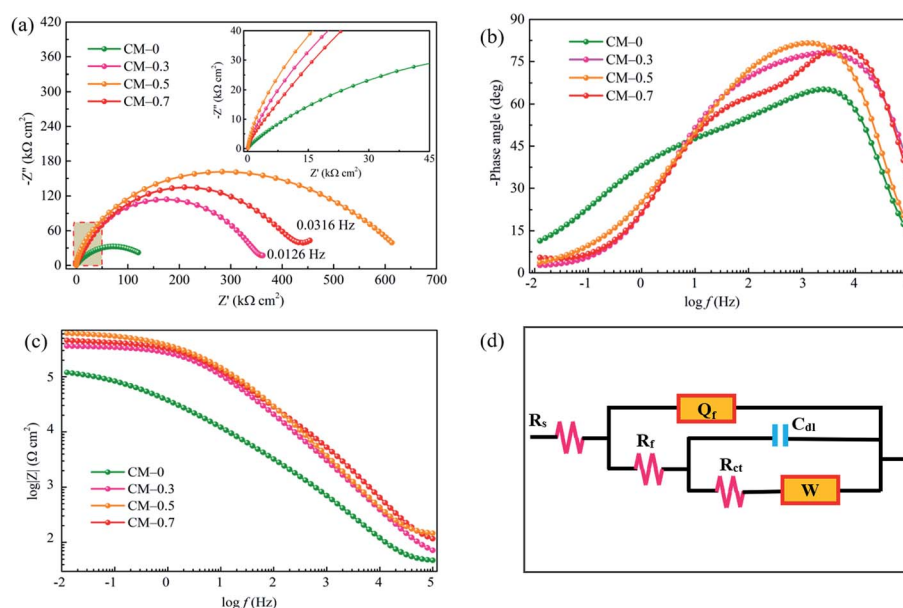 (a)
420
360
300
240
180
120
60
0
-Z'' (kΩ cm²)
0 100 200 300 400 500 600 700
Z' (kΩ cm²)
CM–0
CM–0.3
CM–0.5
CM–0.7
40
30
20
10
0
-Z'' (kΩ cm²)
0 15 30 45
Z' (kΩ cm²)
0.0316 Hz
0.0126 Hz
(b)
90
75
60
45
30
15
0
-Phase angle (deg)
-2 -1 0 1 2 3 4
log f (Hz)
CM–0
CM–0.3
CM–0.5
CM–0.7
(c)
5
4
3
2
log|Z| (Ω cm²)
-2 -1 0 1 2 3 4 5
log f (Hz)
CM–0
CM–0.3
CM–0.5
CM–0.7
(d)
Rs
Qf
Rf
Cdl
Rct
W